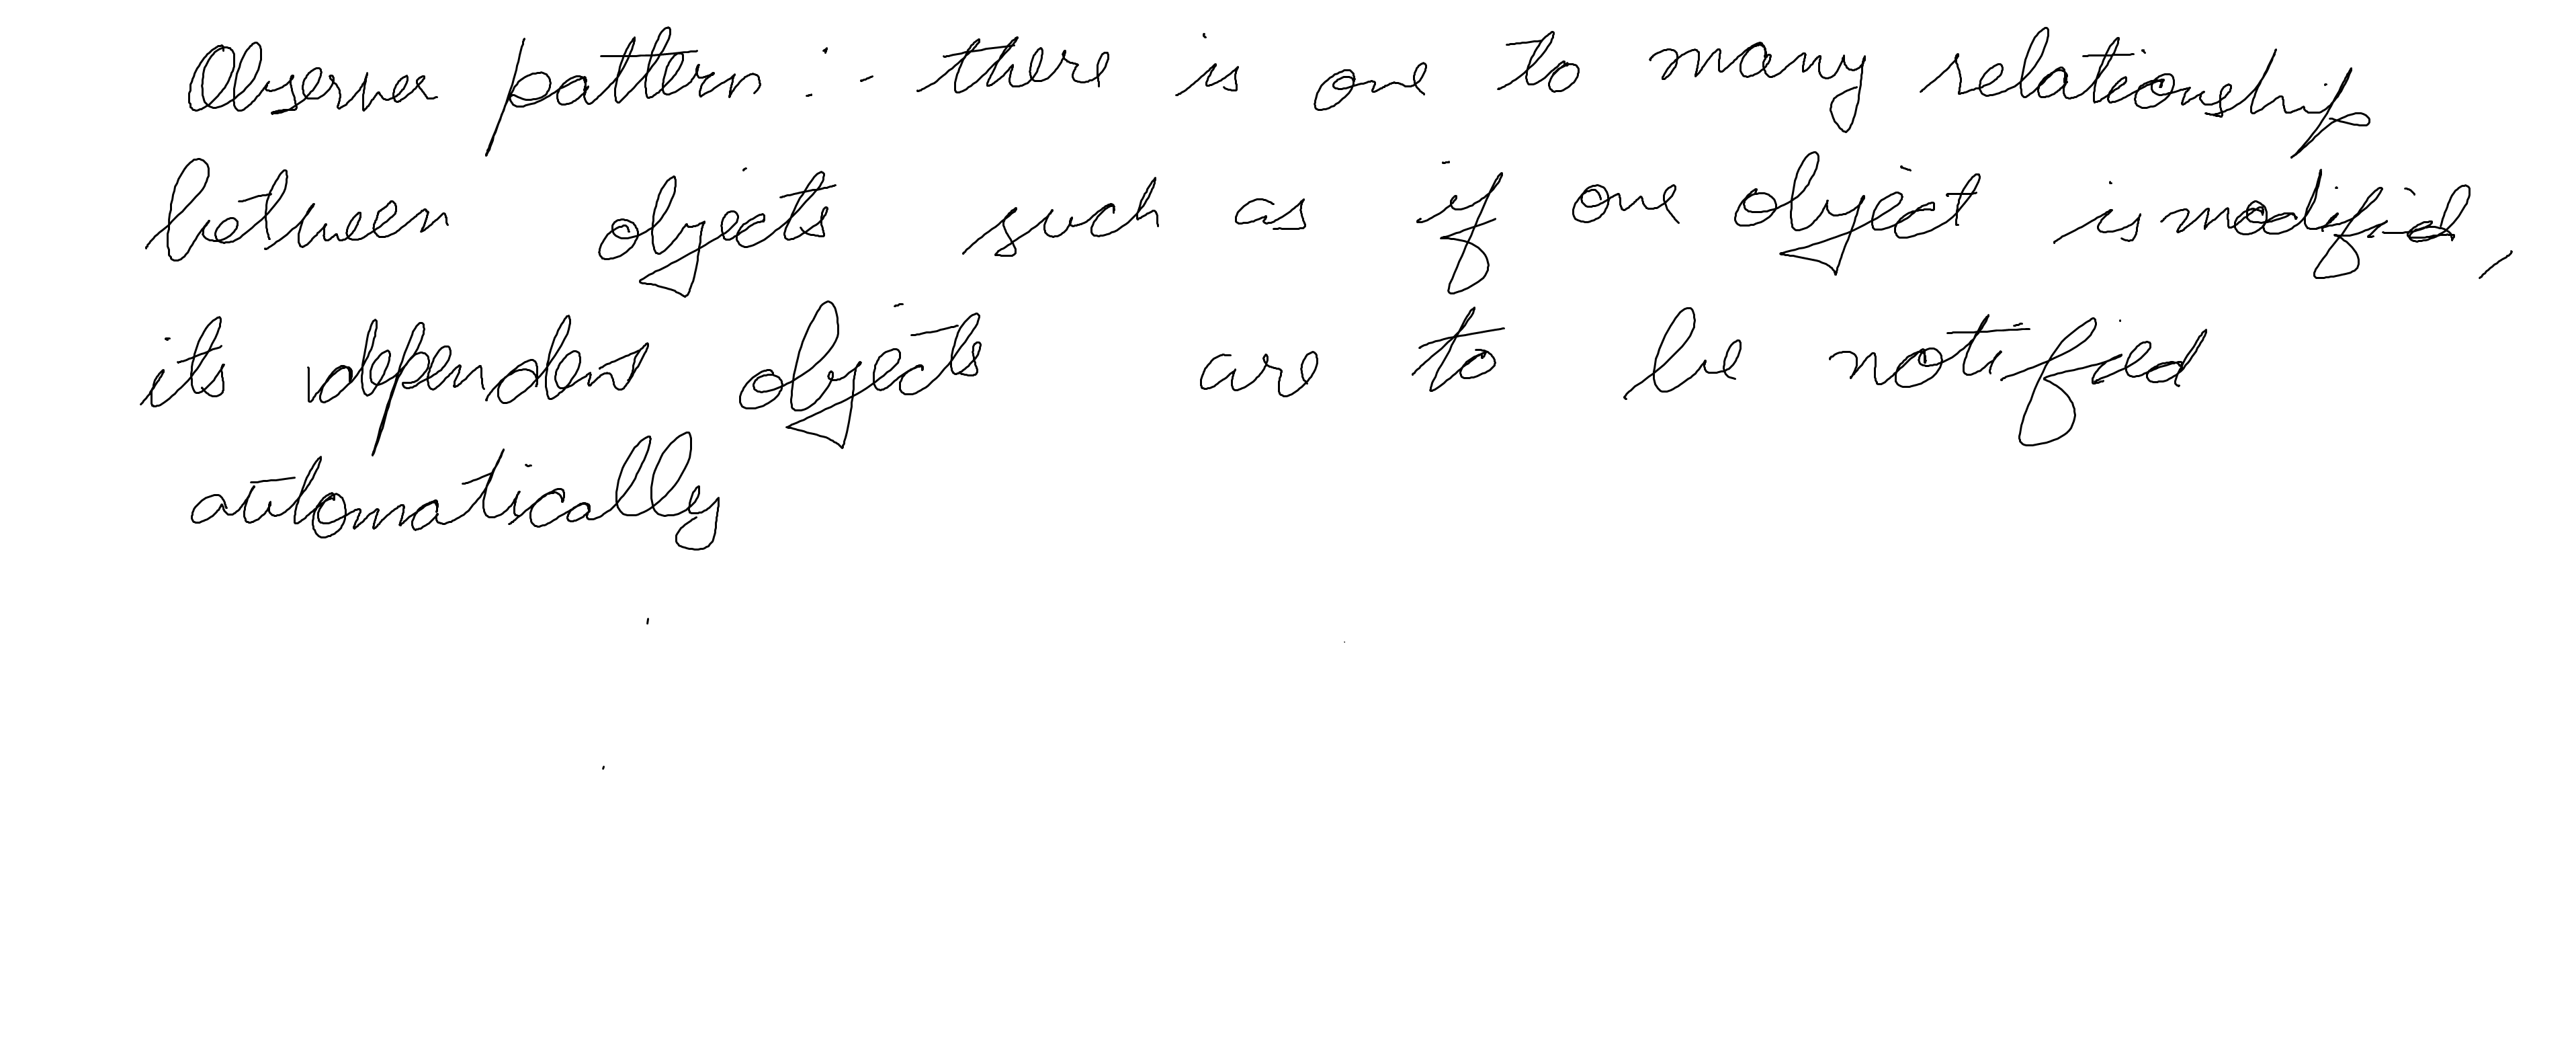 Observer pattern :- there is one to many relationship
between objects such as if one object is modified,
its dependent objects are to be notified
automatically